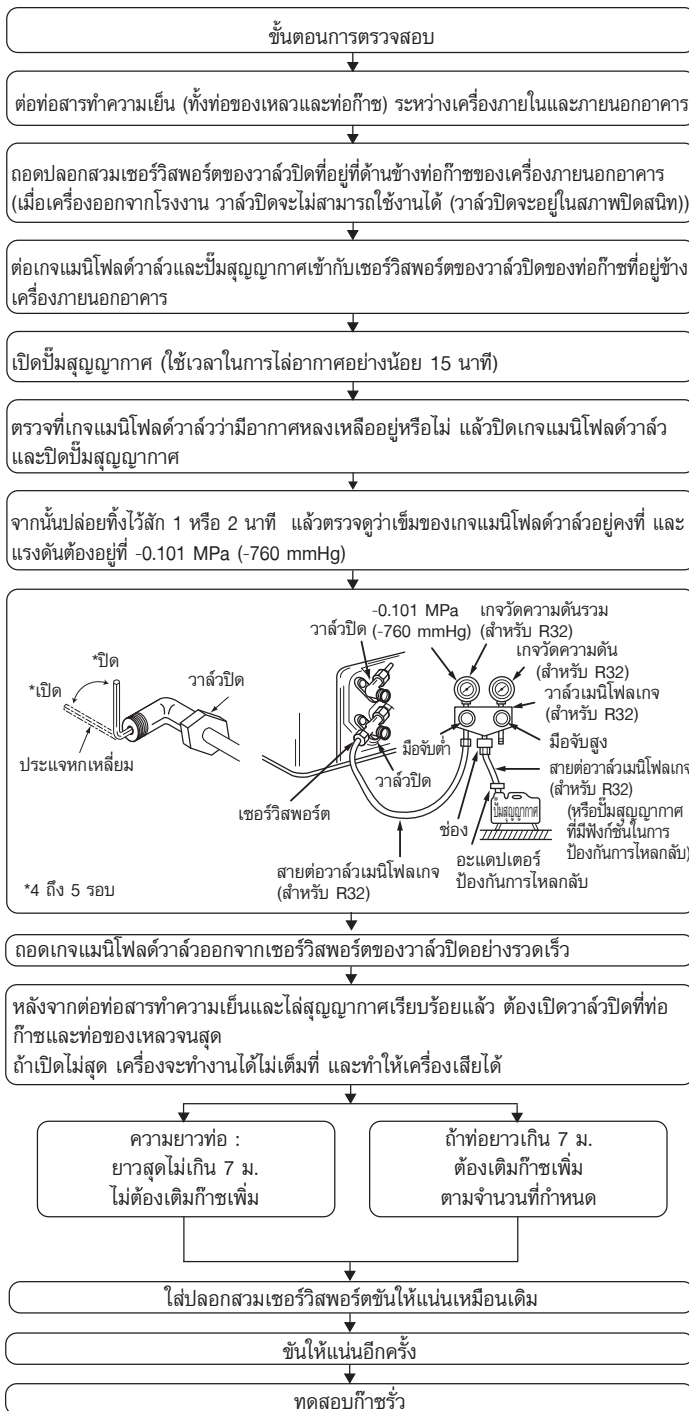 ขั้นตอนการตรวจสอบ
ต่อท่อสารทำความเย็น (ทั้งท่อของเหลวและท่อก๊าซ) ระหว่างเครื่องภายในและภายนอกอาคาร
ถอดปลอกสวมเซอร์วิสพอร์ตของวาล์วปิดที่อยู่ที่ด้านข้างท่อก๊าซของเครื่องภายนอกอาคาร
(เมื่อเครื่องออกจากโรงงาน วาล์วปิดจะไม่สามารถใช้งานได้ (วาล์วปิดจะอยู่ในสภาพปิดสนิท))
ต่อเกจแมนิโฟลด์วาล์วและปั๊มสุญญากาศเข้ากับเซอร์วิสพอร์ตของวาล์วปิดของท่อก๊าซที่อยู่ข้าง
เครื่องภายนอกอาคาร
เปิดปั๊มสุญญากาศ (ใช้เวลาในการไล่อากาศอย่างน้อย 15 นาที)
ตรวจที่เกจแมนิโฟลด์วาล์วว่ามีอากาศหลงเหลืออยู่หรือไม่ แล้วปิดเกจแมนิโฟลด์วาล์ว
และปิดปั๊มสุญญากาศ
จากนั้นปล่อยทิ้งไว้สัก 1 หรือ 2 นาที แล้วตรวจดูว่าเข็มของเกจแมนิโฟลด์วาล์วอยู่คงที่ และ
แรงดันต้องอยู่ที่ -0.101 MPa (-760 mmHg)
-0.101 MPa
(-760 mmHg)
เกจวัดความดันรวม
(สำหรับ R32)
วาล์วปิด
เกจวัดความดัน
(สำหรับ R32)
วาล์วเมนิโฟลเกจ
(สำหรับ R32)
*ปิด
*เปิด
วาล์วปิด
ประแจหกเหลี่ยม
มือจับต่ำ
มือจับสูง
วาล์วปิด
เซอร์วิสพอร์ต
สายต่อวาล์วเมนิโฟลเกจ
(สำหรับ R32)
ปั๊มสุญญากาศ
(หรือปั๊มสุญญากาศ
ที่มีฟังก์ชันในการ
ป้องกันการไหลกลับ)
ช่อง
อะแดปเตอร์
ป้องกันการไหลกลับ
สายต่อวาล์วเมนิโฟลเกจ
(สำหรับ R32)
*4 ถึง 5 รอบ
ถอดเกจแมนิโฟลด์วาล์วออกจากเซอร์วิสพอร์ตของวาล์วปิดอย่างรวดเร็ว
หลังจากต่อท่อสารทำความเย็นและไล่สุญญากาศเรียบร้อยแล้ว ต้องเปิดวาล์วปิดที่ท่อ
ก๊าซและท่อของเหลวจนสุด
ถ้าเปิดไม่สุด เครื่องจะทำงานได้ไม่เต็มที่ และทำให้เครื่องเสียได้
ความยาวท่อ :
ยาวสุดไม่เกิน 7 ม.
ไม่ต้องเติมก๊าซเพิ่ม
ถ้าท่อยาวเกิน 7 ม.
ต้องเติมก๊าซเพิ่ม
ตามจำนวนที่กำหนด
ใส่ปลอกสวมเซอร์วิสพอร์ตขันให้แน่นเหมือนเดิม
ขันให้แน่นอีกครั้ง
ทดสอบก๊าซรั่ว